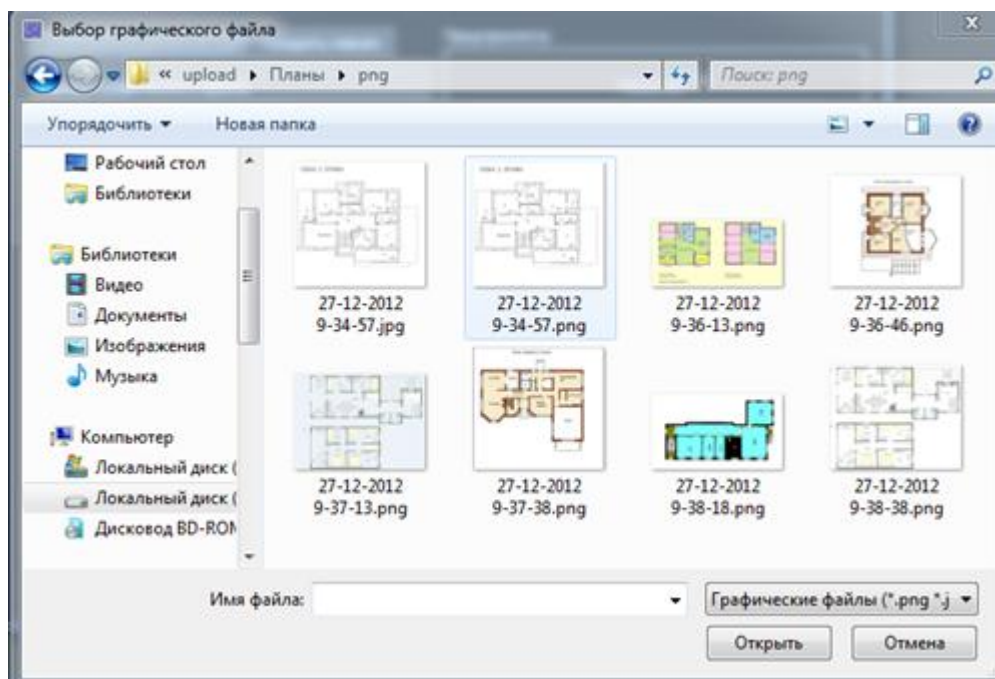 Выбор графического файла
« upload ▸ Планы ▸ png
Поиск: png
Упорядочить
Новая папка
Рабочий стол
Библиотеки
Библиотеки
Видео
Документы
Изображения
Музыка
Компьютер
Локальный диск (
Локальный диск (
Дисковод BD-ROM
27-12-2012
9-34-57.jpg
27-12-2012
9-34-57.png
27-12-2012
9-36-13.png
27-12-2012
9-36-46.png
27-12-2012
9-37-13.png
27-12-2012
9-37-38.png
27-12-2012
9-38-18.png
27-12-2012
9-38-38.png
Имя файла:
Графические файлы (*.png *.j
Открыть
Отмена